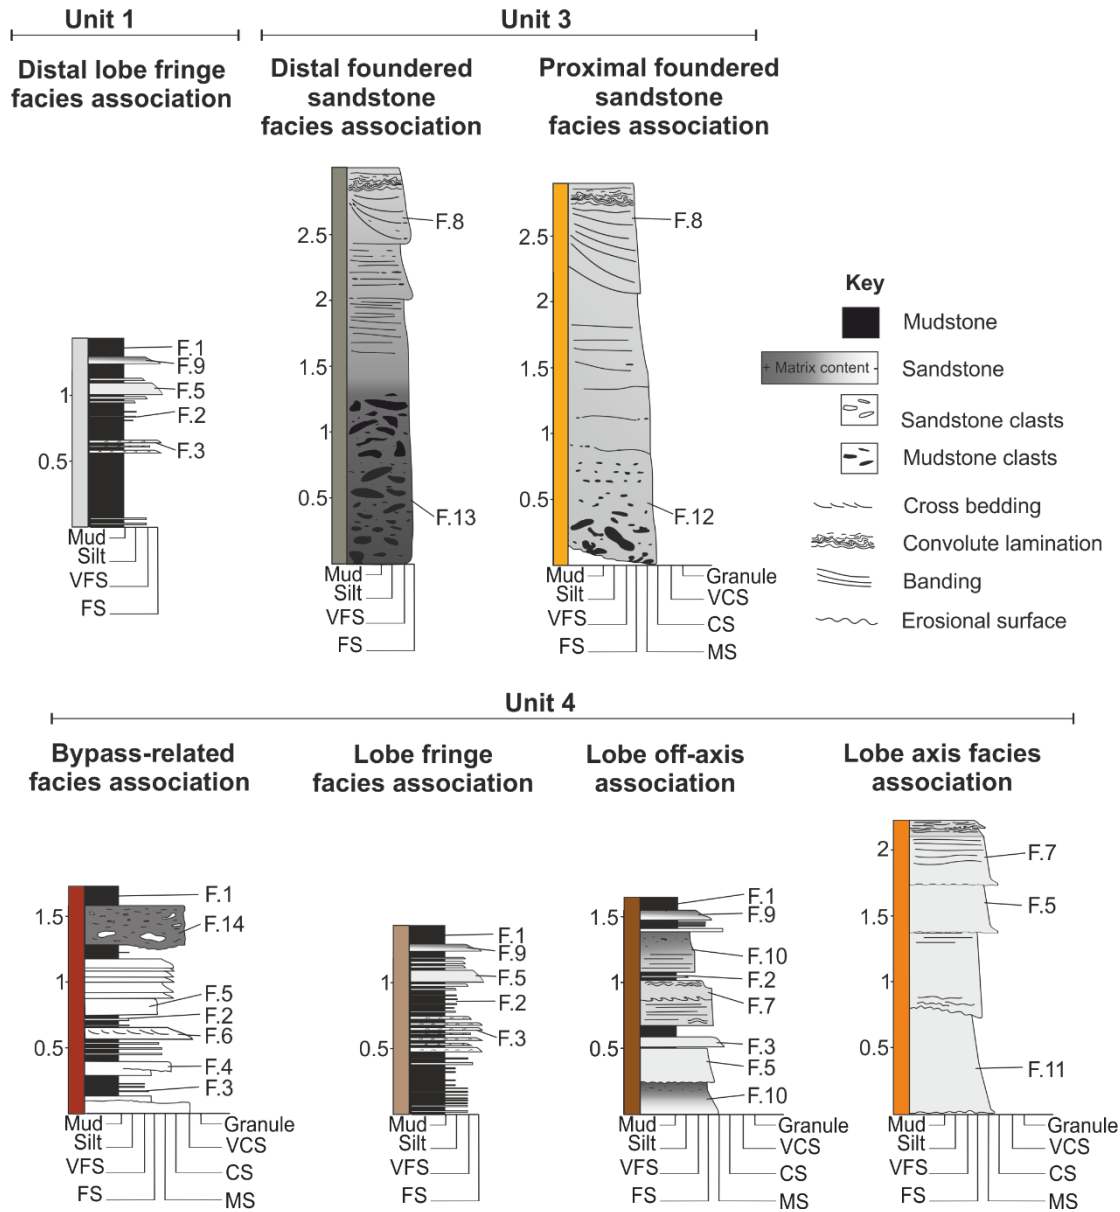 Unit 1
Unit 3
Distal lobe fringe
facies association
Distal foundered
sandstone
facies association
Proximal foundered
sandstone
facies association
F.1
F.9
F.5
F.2
F.3
1
0.5
Mud
Silt
VFS
FS
2.5
2
1.5
1
0.5
F.8
F.13
Mud
Silt
VFS
FS
2.5
2
1.5
1
0.5
F.8
F.12
Mud
Silt
VFS
FS
Granule
VCS
CS
MS
Key
Mudstone
+ Matrix content -
Sandstone
Sandstone clasts
Mudstone clasts
Cross bedding
Convolute lamination
Banding
Erosional surface
Unit 4
Bypass-related
facies association
Lobe fringe
facies association
Lobe off-axis
association
Lobe axis facies
association
1.5
1
0.5
F.1
F.14
F.5
F.2
F.6
F.4
F.3
Mud
Silt
VFS
FS
Granule
VCS
CS
MS
1
0.5
F.1
F.9
F.5
F.2
F.3
Mud
Silt
VFS
FS
1.5
1
0.5
F.1
F.9
F.10
F.2
F.7
F.3
F.5
F.10
Mud
Silt
VFS
FS
Granule
VCS
CS
MS
2
1.5
1
0.5
F.7
F.5
F.11
Mud
Silt
VFS
FS
Granule
VCS
CS
MS